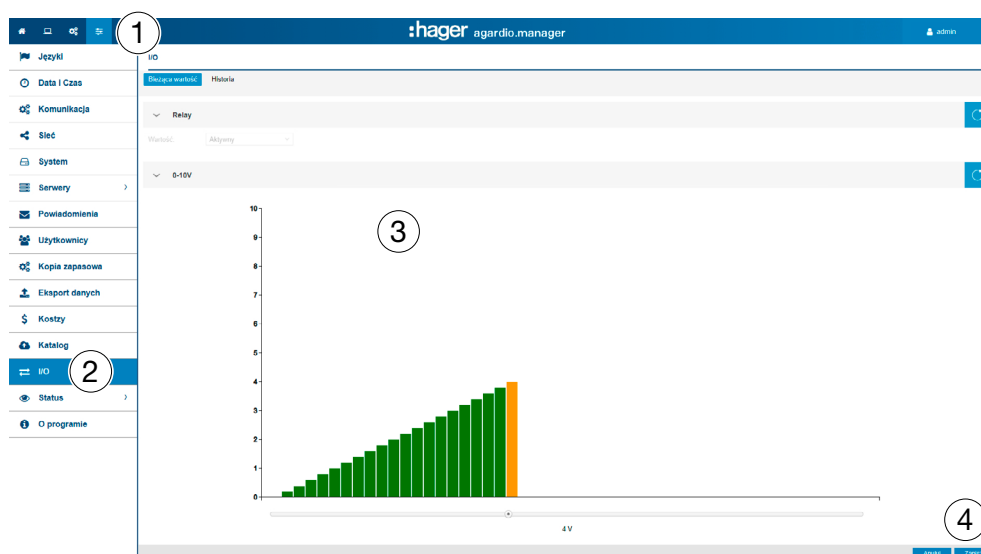 1
:hager agardio.manager
admin
Języki
Data i Czas
Komunikacja
Sieć
System
Serwery
Powiadomienia
Użytkownicy
Kopia zapasowa
Eksport danych
Kostzy
Katalog
I/O
2
Status
O programie
I/O
Bieżąca wartość Historia
Relay
Wartość: Aktywny
0-10V
3
10
9
8
7
6
5
4
3
2
1
0
4 V
4
Anuluj